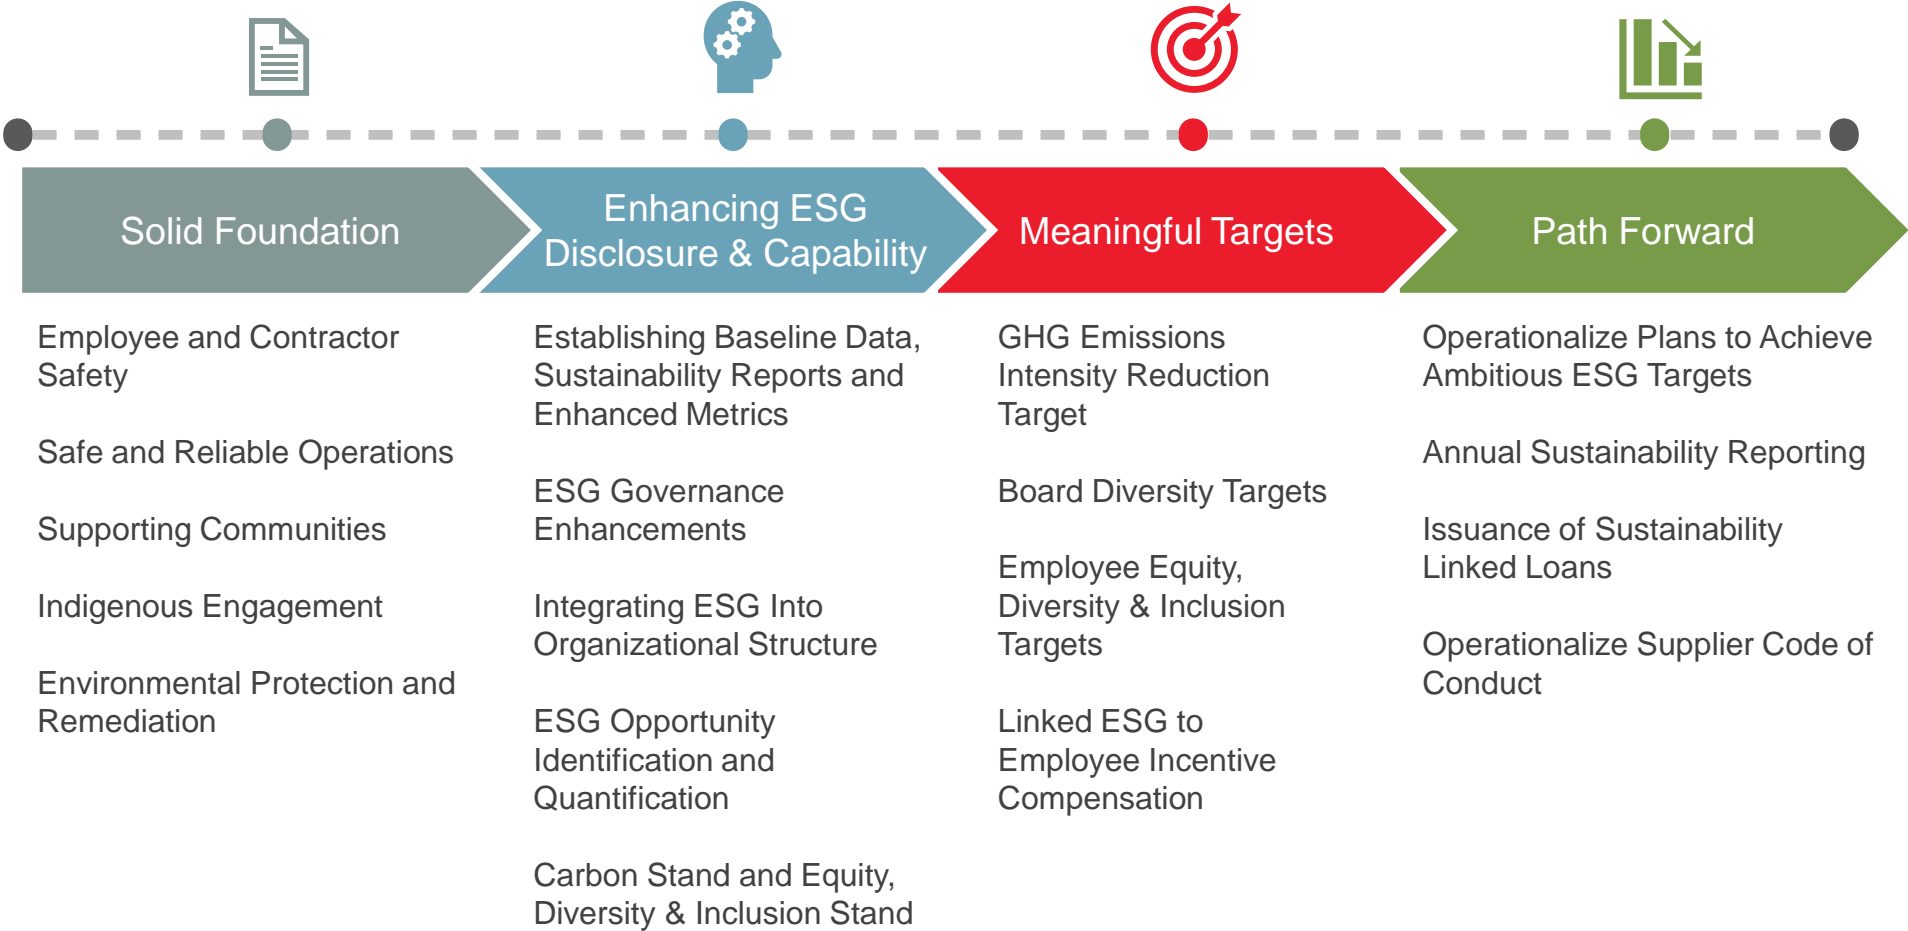 Solid Foundation
Enhancing ESG
Disclosure & Capability
Meaningful Targets
Path Forward
Employee and Contractor
Safety
Safe and Reliable Operations
Supporting Communities
Indigenous Engagement
Environmental Protection and
Remediation
Establishing Baseline Data,
Sustainability Reports and
Enhanced Metrics
ESG Governance
Enhancements
Integrating ESG Into
Organizational Structure
ESG Opportunity
Identification and
Quantification
Carbon Stand and Equity,
Diversity & Inclusion Stand
GHG Emissions
Intensity Reduction
Target
Board Diversity Targets
Employee Equity,
Diversity & Inclusion
Targets
Linked ESG to
Employee Incentive
Compensation
Operationalize Plans to Achieve
Ambitious ESG Targets
Annual Sustainability Reporting
Issuance of Sustainability
Linked Loans
Operationalize Supplier Code of
Conduct